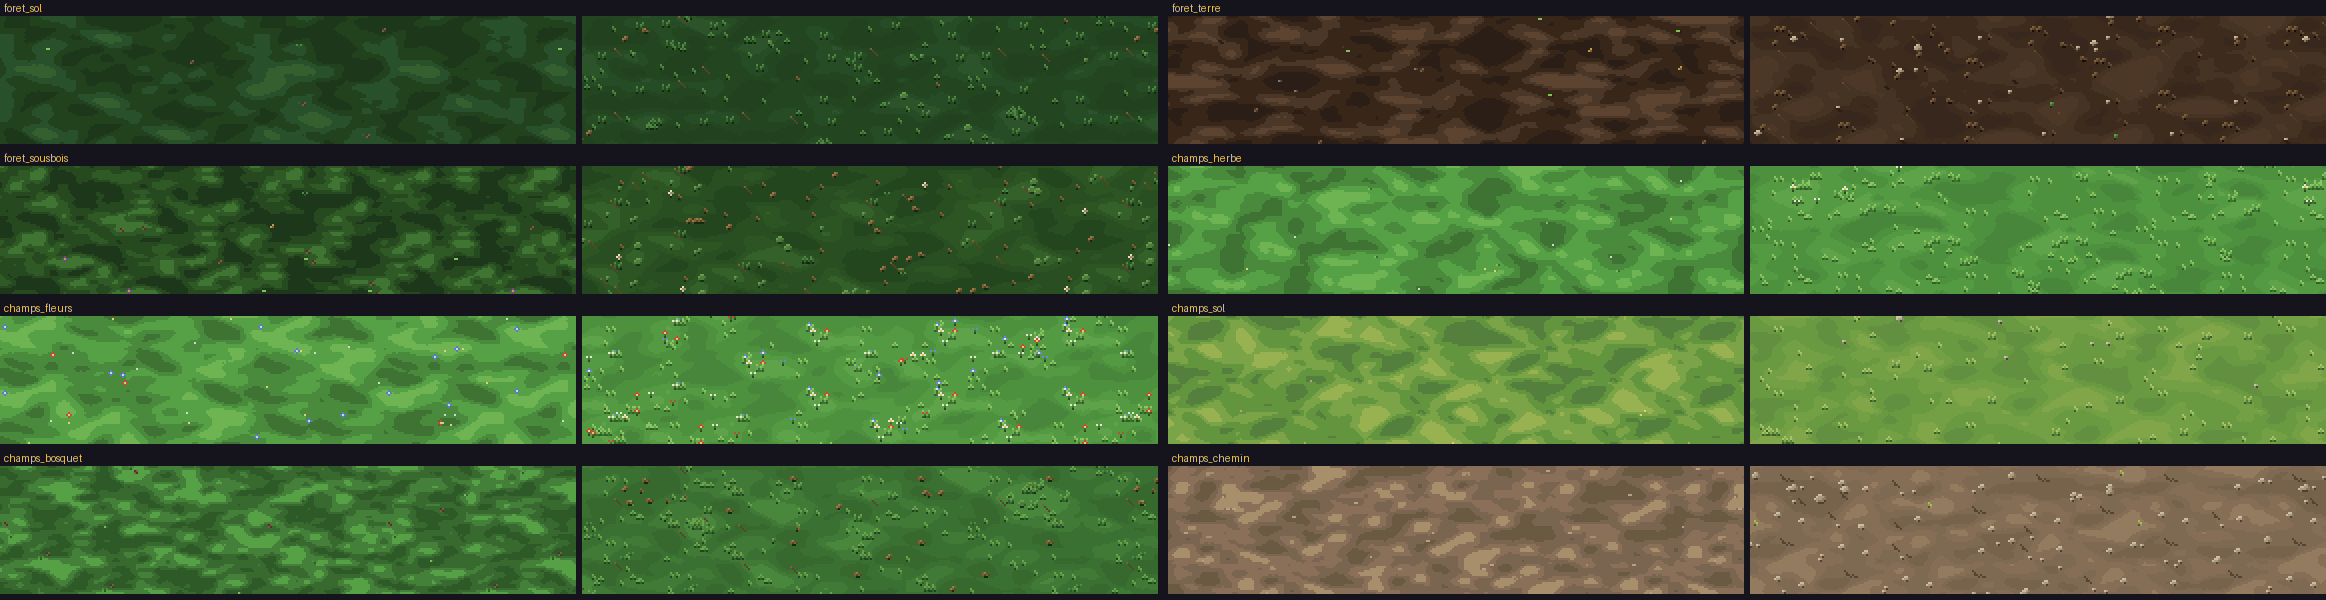 foret_sol
foret_terre
foret_sousbois
champs_herbe
champs_fleurs
champs_sol
champs_bosquet
champs_chemin